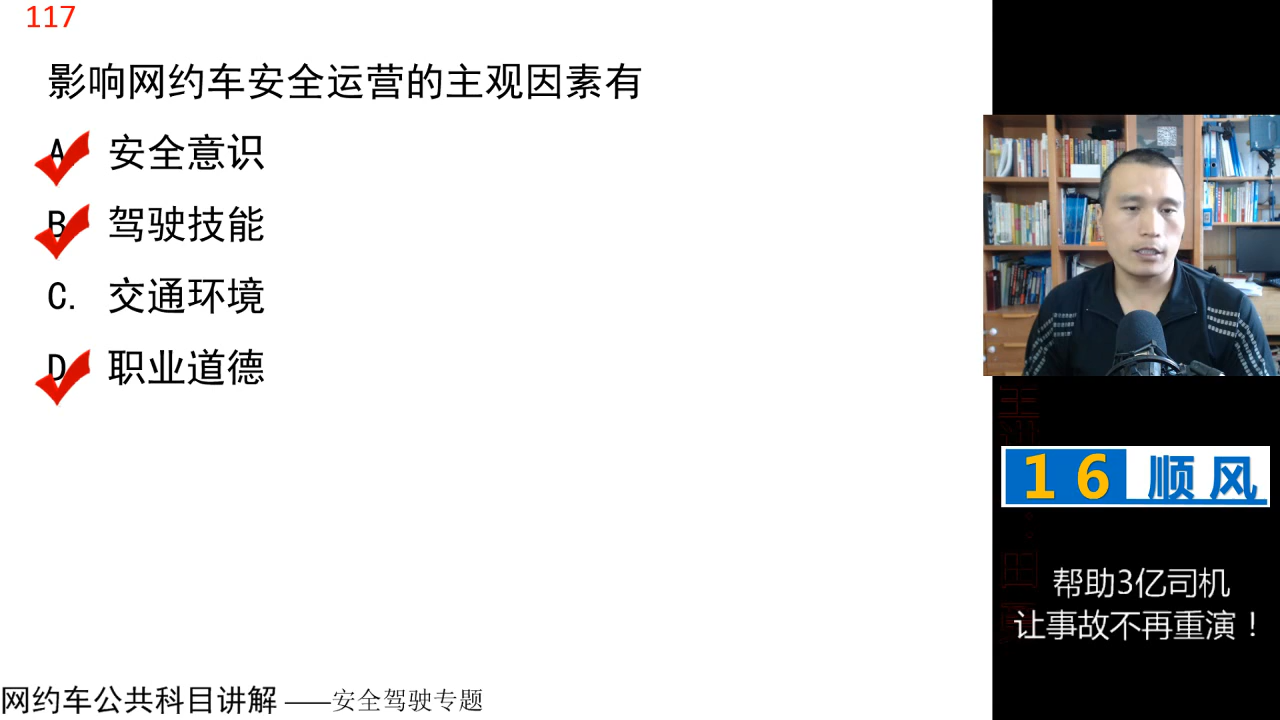 117
影响网约车安全运营的主观因素有
A. 安全意识
B. 驾驶技能
C. 交通环境
D. 职业道德
16顺风
帮助3亿司机
让事故不再重演！
网约车公共科目讲解 ——安全驾驶专题